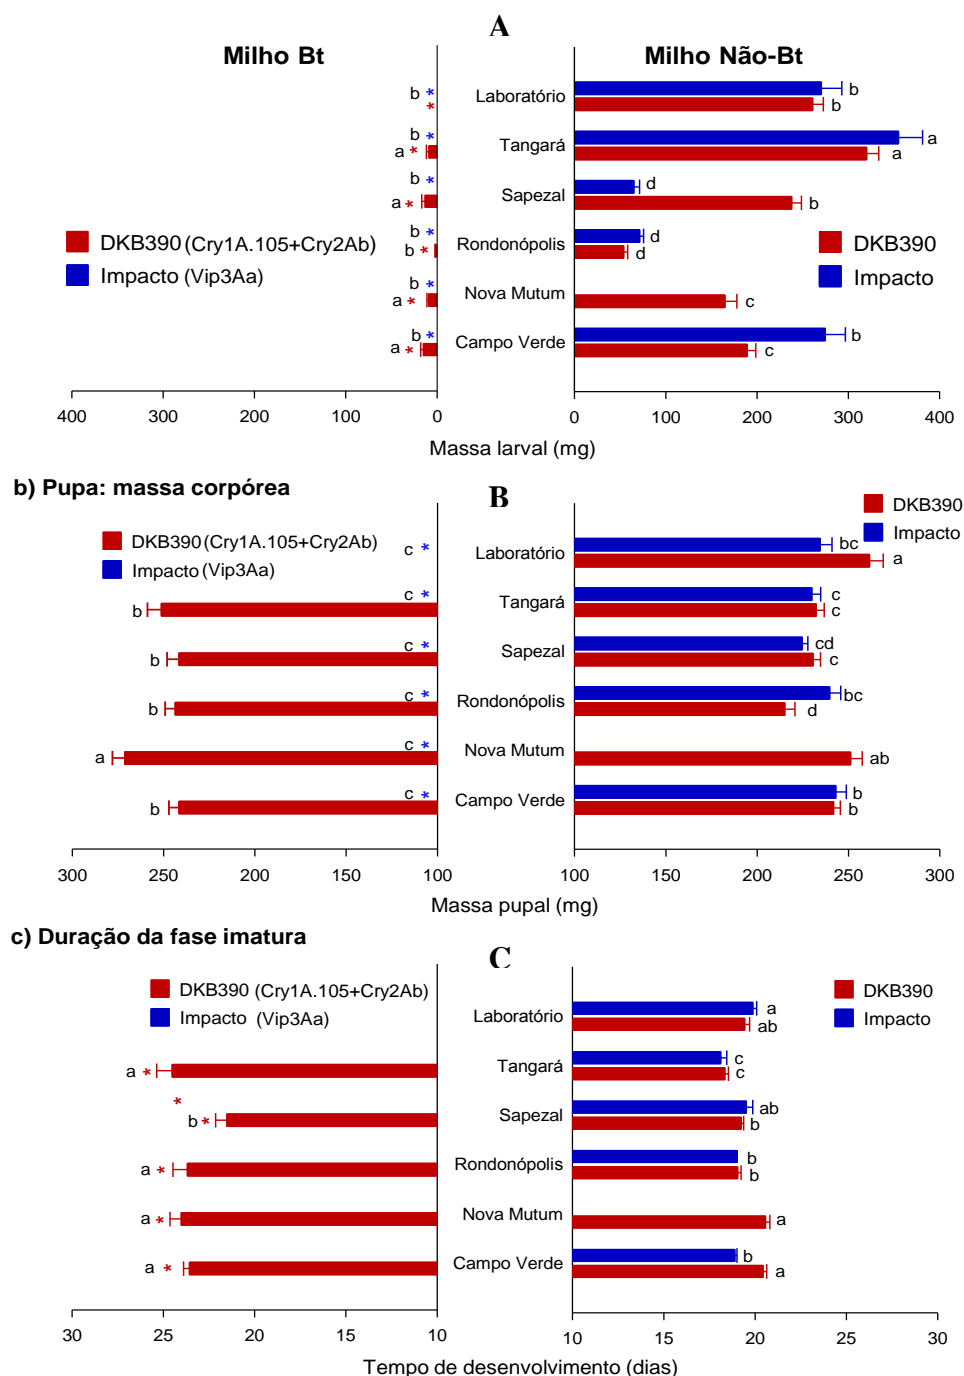 A
Milho Bt
Milho Não-Bt
b *
*
Laboratório
b
b
b *
a *
Tangará
a
a
b *
a *
Sapezal
d
b
DKB390 (Cry1A.105+Cry2Ab)
Impacto (Vip3Aa)
b *
b *
Rondonópolis
d
d
DKB390
Impacto
b *
a *
Nova Mutum
c
b *
a *
Campo Verde
b
c
400 300 200 100 0
0 100 200 300 400
Massa larval (mg)
b) Pupa: massa corpórea
B
DKB390
Impacto
DKB390 (Cry1A.105+Cry2Ab)
Impacto (Vip3Aa)
c *
Laboratório
bc
a
c *
b
Tangará
c
c
c *
b
Sapezal
cd
c
c *
b
Rondonópolis
bc
d
c *
a
Nova Mutum
ab
c *
b
Campo Verde
b
b
300 250 200 150 100
100 150 200 250 300
Massa pupal (mg)
c) Duração da fase imatura
C
DKB390 (Cry1A.105+Cry2Ab)
Impacto (Vip3Aa)
DKB390
Impacto
Laboratório
a
ab
a *
Tangará
c
c
*
b *
Sapezal
ab
b
a *
Rondonópolis
b
b
a *
Nova Mutum
a
a *
Campo Verde
b
a
30 25 20 15 10
10 15 20 25 30
Tempo de desenvolvimento (dias)